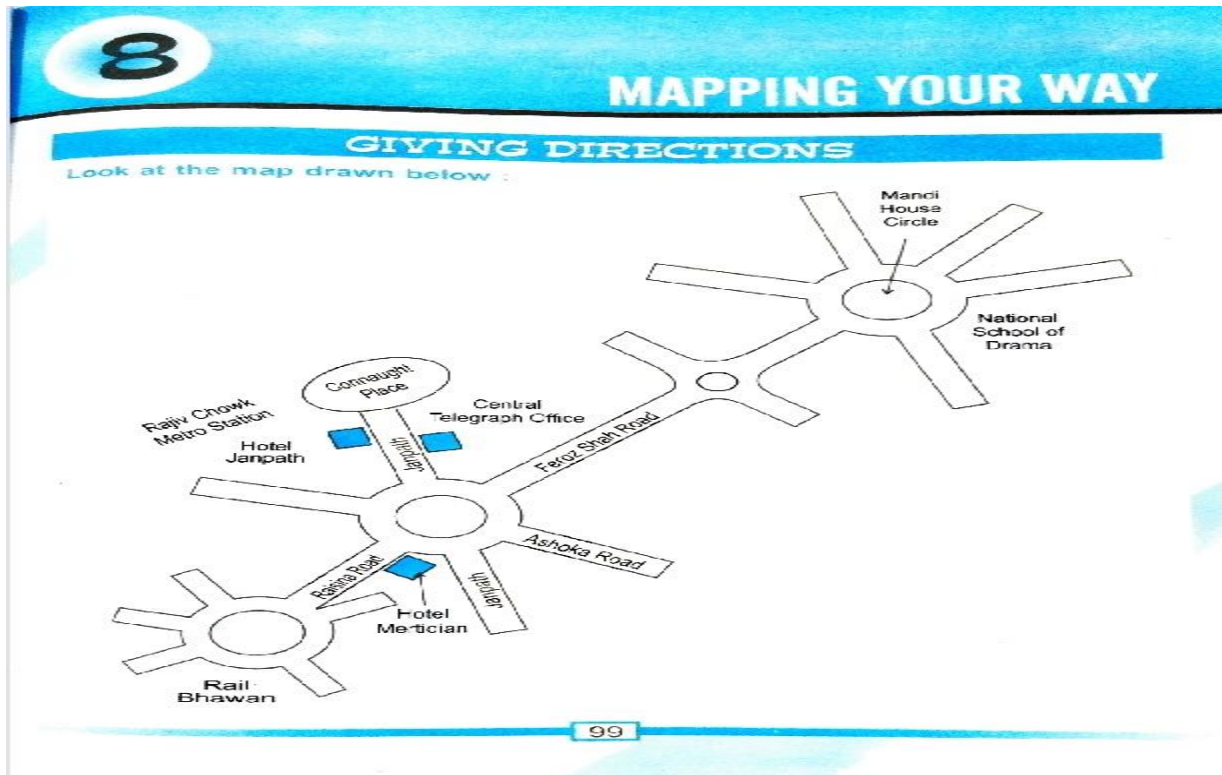 8
MAPPING YOUR WAY
GIVING DIRECTIONS
Look at the map drawn below :
Mandi
House
Circle
National
School of
Drama
Connaught
Place
Rajiv Chowk
Metro Station
Central
Telegraph Office
Hotel
Janpath
Janpath
Feroz Shah Road
Ashoka Road
Raisina Road
Janpath
Hotel
Mertician
Rail
Bhawan
99